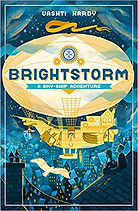 VASHTI HARDY
BRIGHTSTORM
A SKY-SHIP ADVENTURE